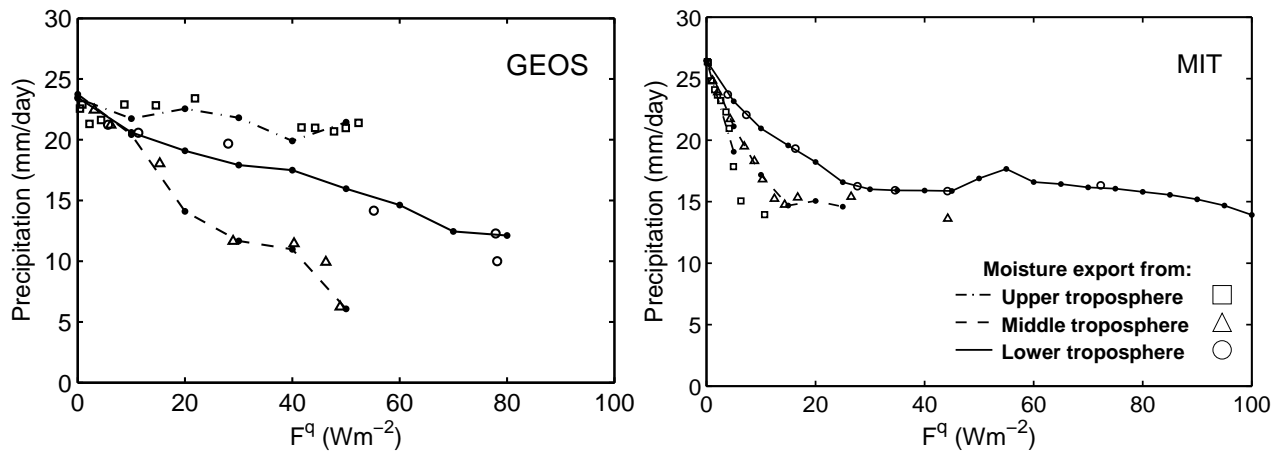 GEOS
Precipitation (mm/day)
30
25
20
15
10
5
0
0 20 40 60 80 100
F^q (Wm^−2)
MIT
Precipitation (mm/day)
30
25
20
15
10
5
0
Moisture export from:
Upper troposphere
Middle troposphere
Lower troposphere
0 20 40 60 80 100
F^q (Wm^−2)